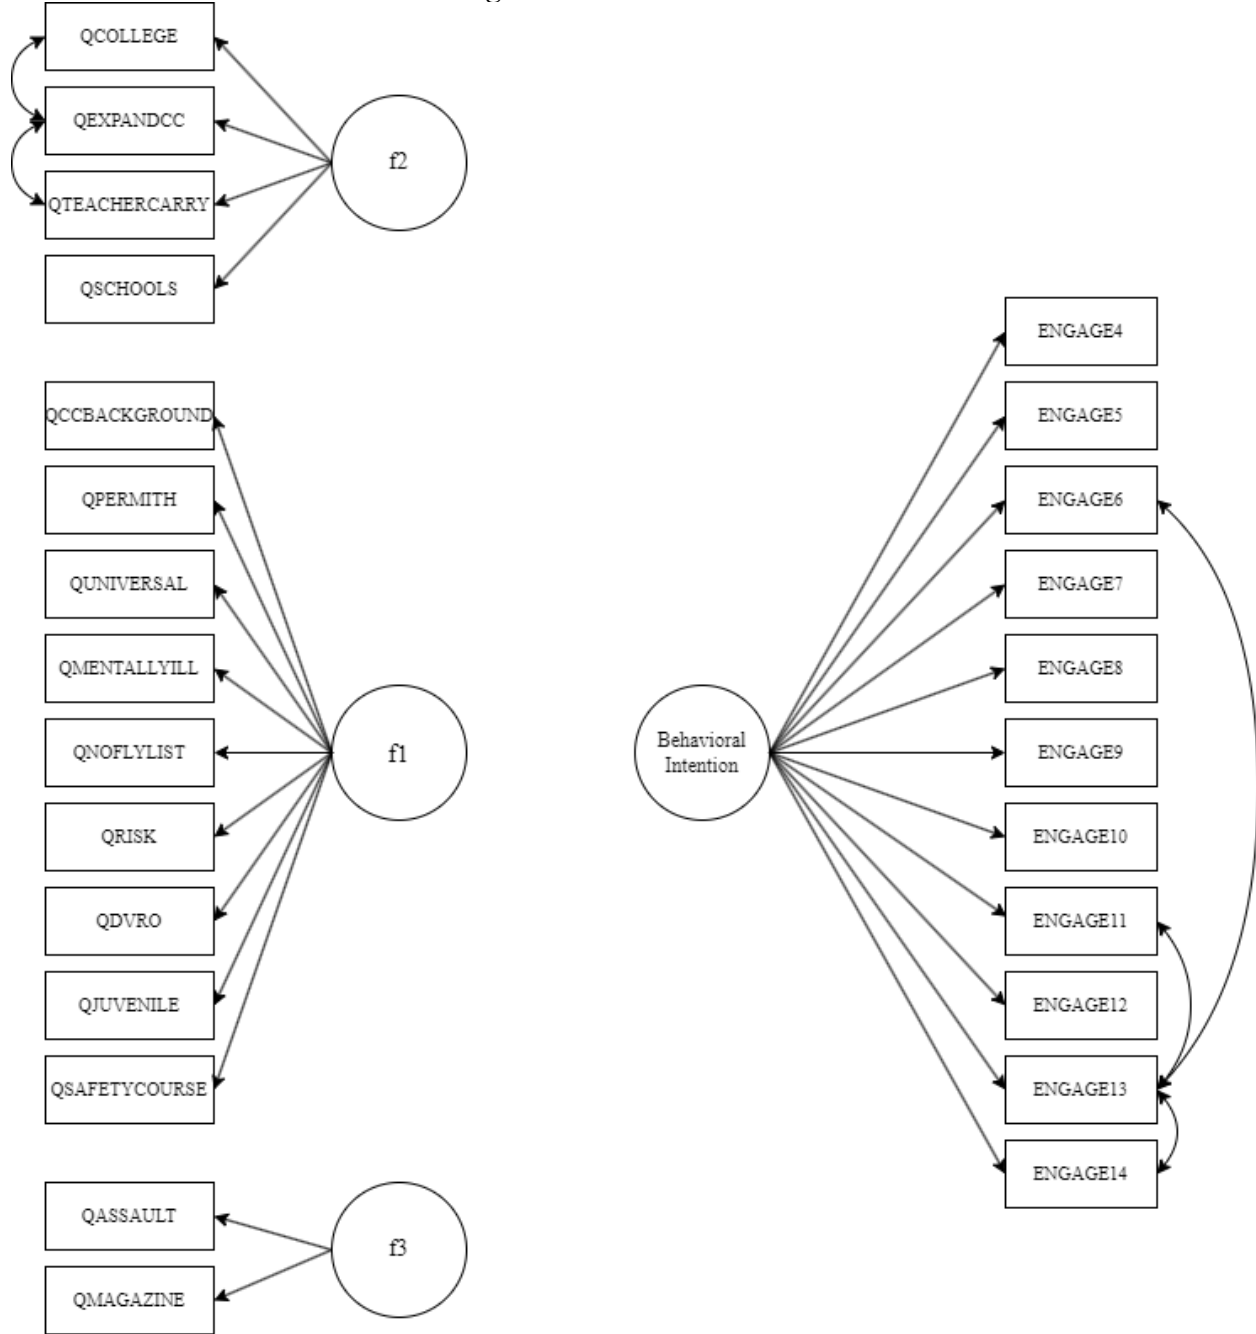 QCOLLEGE
QEXPANDCC
QTEACHERCARRY
QSCHOOLS
f2
QCCBACKGROUND
QPERMITH
QUNIVERSAL
QMENTALLYILL
QNOFLYLIST
QRISK
QDVRO
QJUVENILE
QSAFETYCOURSE
f1
QASSAULT
QMAGAZINE
f3
Behavioral
Intention
ENGAGE4
ENGAGE5
ENGAGE6
ENGAGE7
ENGAGE8
ENGAGE9
ENGAGE10
ENGAGE11
ENGAGE12
ENGAGE13
ENGAGE14